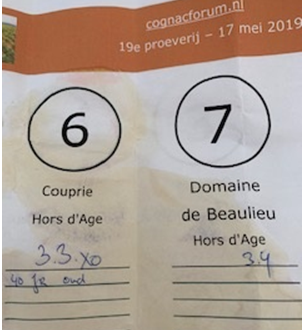 cognacforum.nl
19e proeverij – 17 mei 2019
6
7
Couprie
Hors d'Age
Domaine
de Beaulieu
Hors d'Age
3.3. XO
40 jr oud
3.4